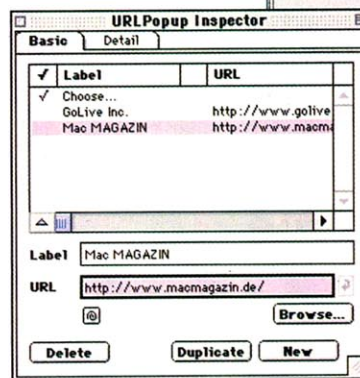 URLPopup Inspector
Basic Detail
✓ Label URL
✓ Choose...
GoLive Inc. http://www.golive
Mac MAGAZIN http://www.macma
Label Mac MAGAZIN
URL http://www.macmagazin.de/
Browse...
Delete Duplicate New